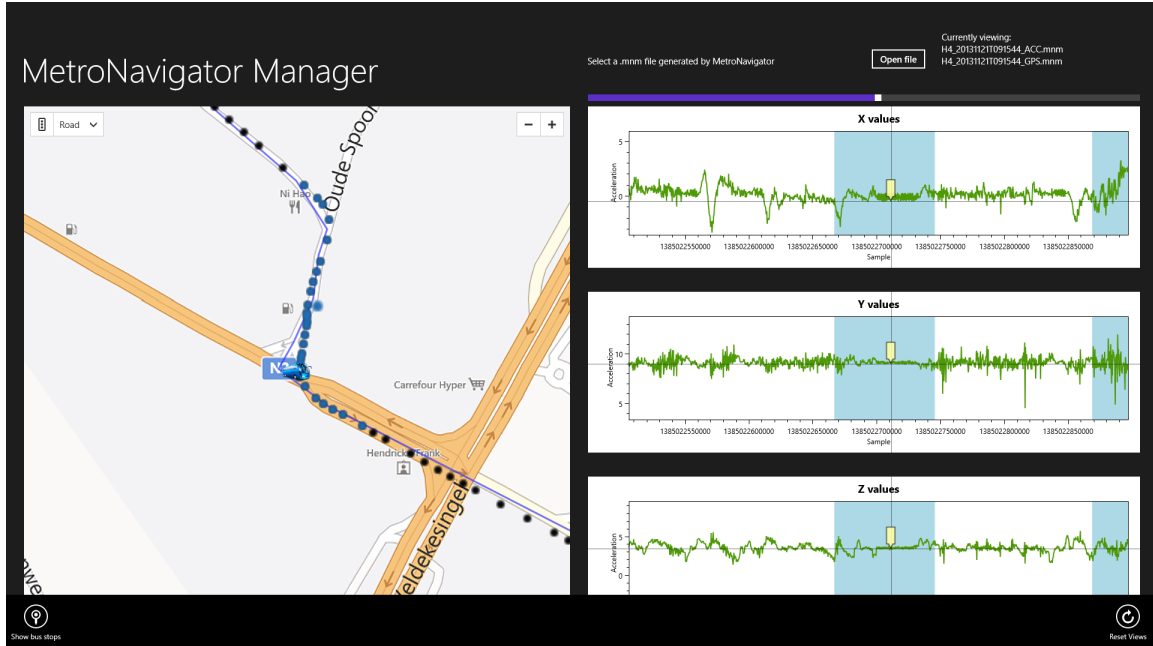 MetroNavigator Manager
Select a .mnm file generated by MetroNavigator
Open file
Currently viewing:
H4_20131121T091544_ACC.mnm
H4_20131121T091544_GPS.mnm
Road
− +
Oude Spoor
Ni Hao
Carrefour Hyper
Hendrickx Frank
Veldekesingel
X values
Acceleration
5
0
1385022550000 1385022600000 1385022650000 1385022700000 1385022750000 1385022800000 1385022850000
Sample
Y values
Acceleration
10
5
1385022550000 1385022600000 1385022650000 1385022700000 1385022750000 1385022800000 1385022850000
Sample
Z values
Acceleration
5
0
Show bus stops
Reset Views